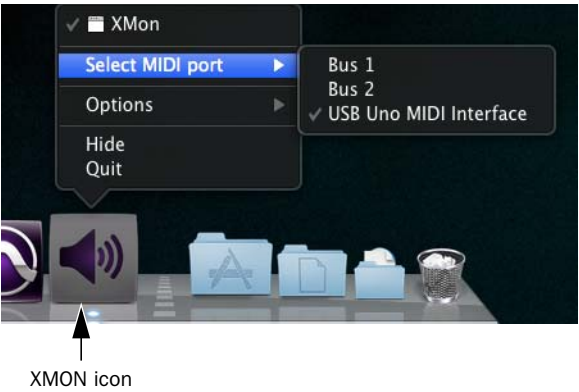 XMon
Select MIDI port
Bus 1
Bus 2
USB Uno MIDI Interface
Options
Hide
Quit
XMON icon